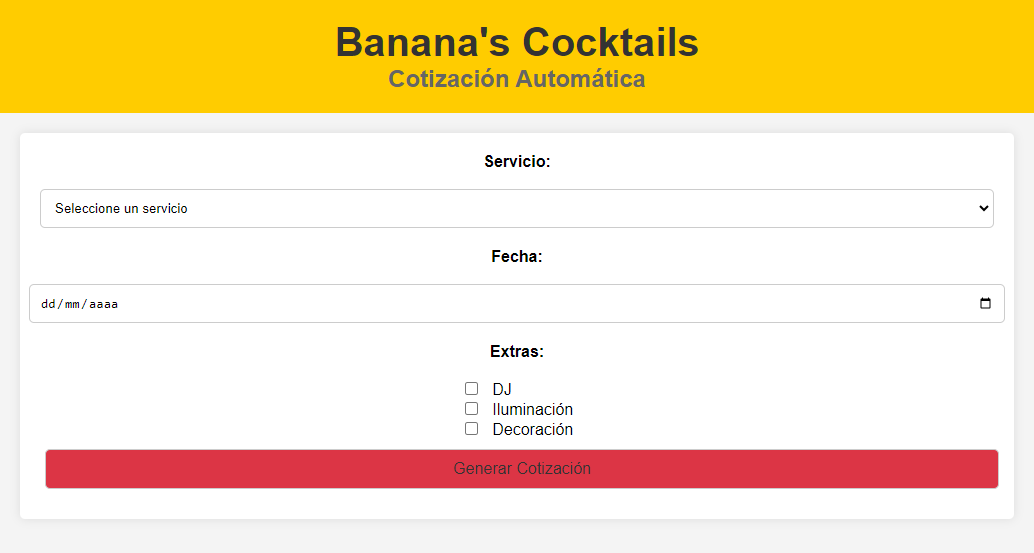 Banana's Cocktails
Cotización Automática
Servicio:
Seleccione un servicio
Fecha:
dd/mm/aaaa
Extras:
DJ
Iluminación
Decoración
Generar Cotización